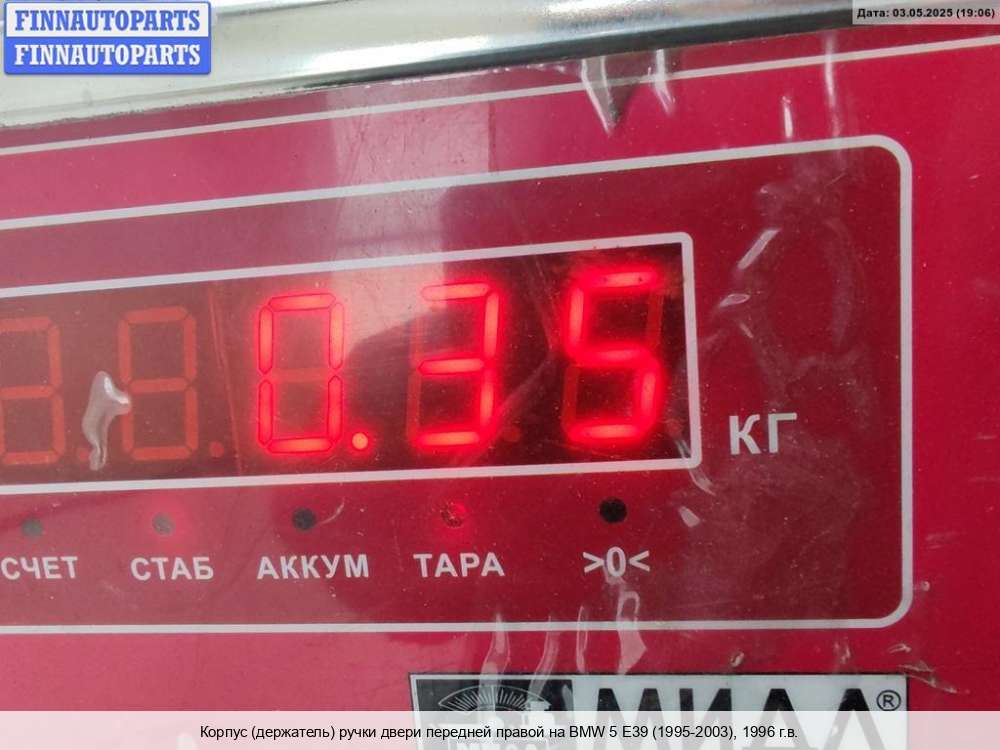 FINNAUTOPARTS
FINNAUTOPARTS
Дата: 03.05.2025 (19:06)
0.35
КГ
СЧЕТ СТАБ АККУМ ТАРА >0<
МИДЛ®
Корпус (держатель) ручки двери передней правой на BMW 5 E39 (1995-2003), 1996 г.в.